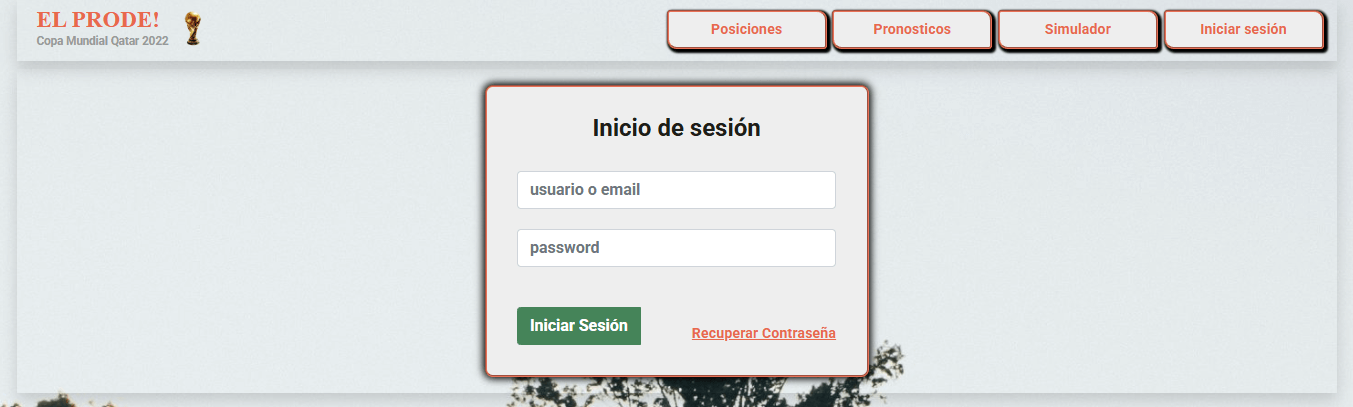 EL PRODE!
Copa Mundial Qatar 2022
Posiciones
Pronosticos
Simulador
Iniciar sesión
Inicio de sesión
usuario o email
password
Iniciar Sesión
Recuperar Contraseña